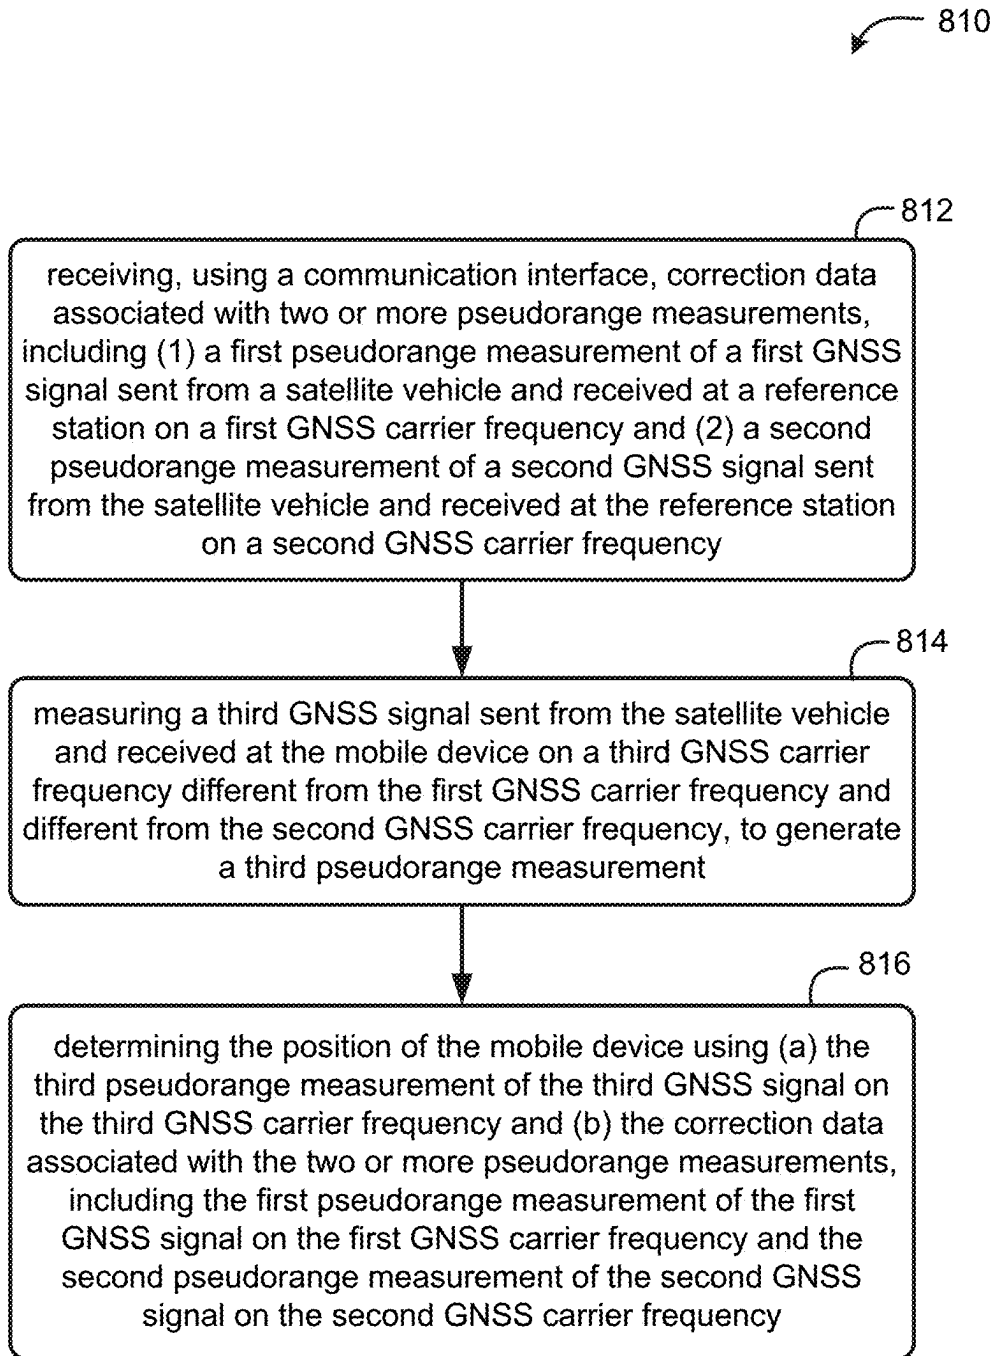 810
812
receiving, using a communication interface, correction data
associated with two or more pseudorange measurements,
including (1) a first pseudorange measurement of a first GNSS
signal sent from a satellite vehicle and received at a reference
station on a first GNSS carrier frequency and (2) a second
pseudorange measurement of a second GNSS signal sent
from the satellite vehicle and received at the reference station
on a second GNSS carrier frequency
814
measuring a third GNSS signal sent from the satellite vehicle
and received at the mobile device on a third GNSS carrier
frequency different from the first GNSS carrier frequency and
different from the second GNSS carrier frequency, to generate
a third pseudorange measurement
816
determining the position of the mobile device using (a) the
third pseudorange measurement of the third GNSS signal on
the third GNSS carrier frequency and (b) the correction data
associated with the two or more pseudorange measurements,
including the first pseudorange measurement of the first
GNSS signal on the first GNSS carrier frequency and the
second pseudorange measurement of the second GNSS
signal on the second GNSS carrier frequency